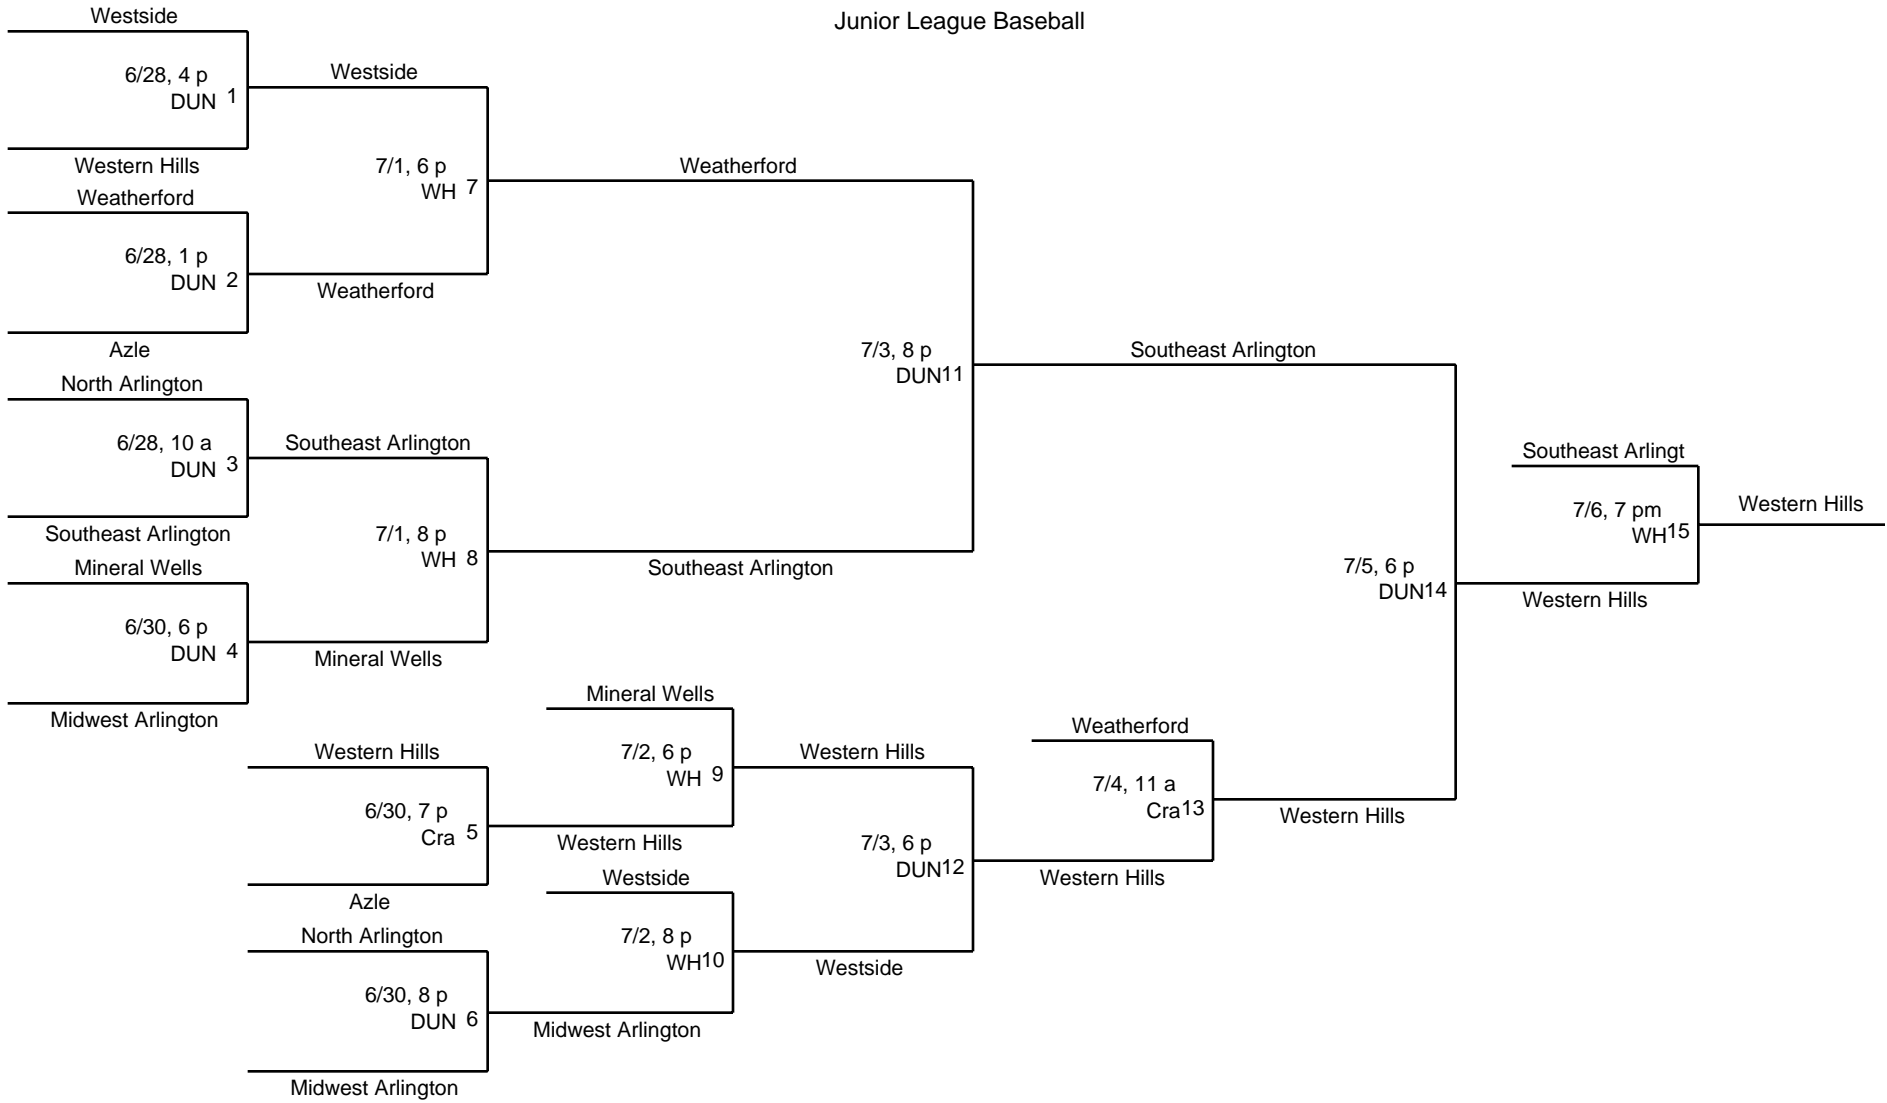 Junior League Baseball
Westside
6/28, 4 p
DUN 1
Western Hills
Weatherford
6/28, 1 p
DUN 2
Azle
North Arlington
6/28, 10 a
DUN 3
Southeast Arlington
Mineral Wells
6/30, 6 p
DUN 4
Midwest Arlington
Westside
7/1, 6 p
WH 7
Weatherford
Southeast Arlington
7/1, 8 p
WH 8
Mineral Wells
Western Hills
6/30, 7 p
Cra 5
Azle
North Arlington
6/30, 8 p
DUN 6
Midwest Arlington
Mineral Wells
7/2, 6 p
WH 9
Western Hills
Westside
7/2, 8 p
WH10
Midwest Arlington
Weatherford
7/3, 8 p
DUN11
Southeast Arlington
Western Hills
7/3, 6 p
DUN12
Westside
Weatherford
7/4, 11 a
Cra13
Western Hills
Southeast Arlington
7/5, 6 p
DUN14
Western Hills
Southeast Arlingt
7/6, 7 pm
WH15
Western Hills
Western Hills